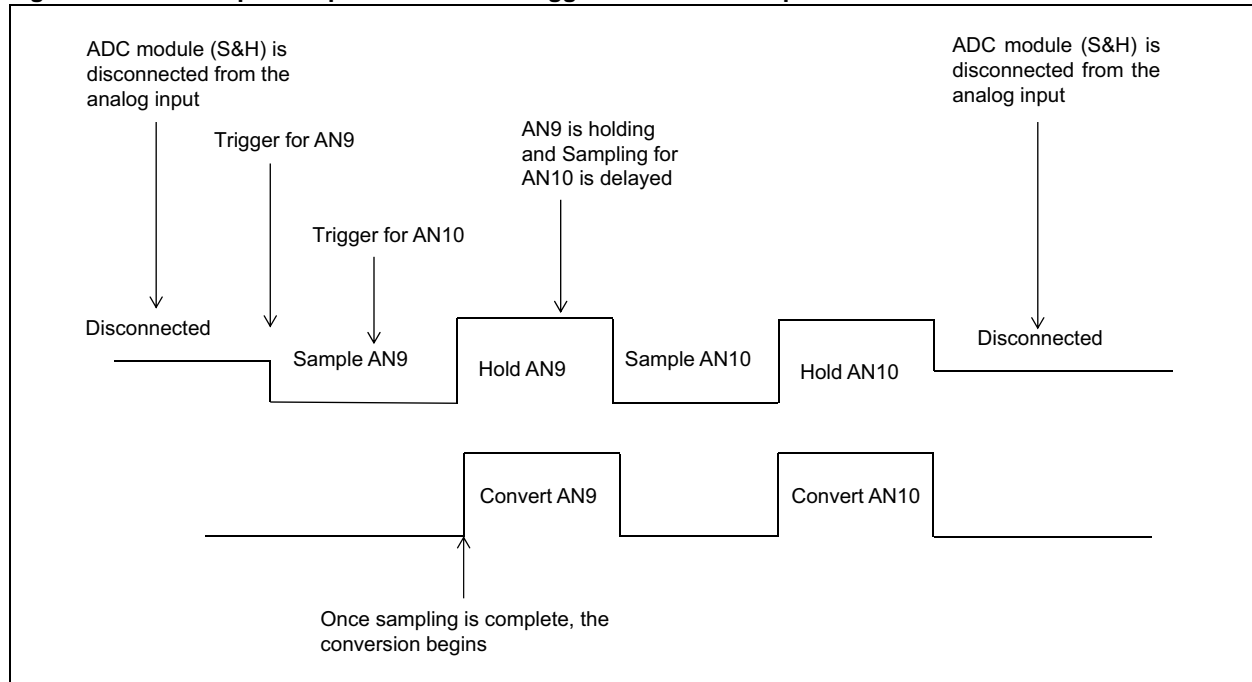 ADC module (S&H) is
disconnected from the
analog input
ADC module (S&H) is
disconnected from the
analog input
Trigger for AN9
AN9 is holding
and Sampling for
AN10 is delayed
Trigger for AN10
Disconnected
Sample AN9
Hold AN9
Sample AN10
Hold AN10
Disconnected
Convert AN9
Convert AN10
Once sampling is complete, the
conversion begins